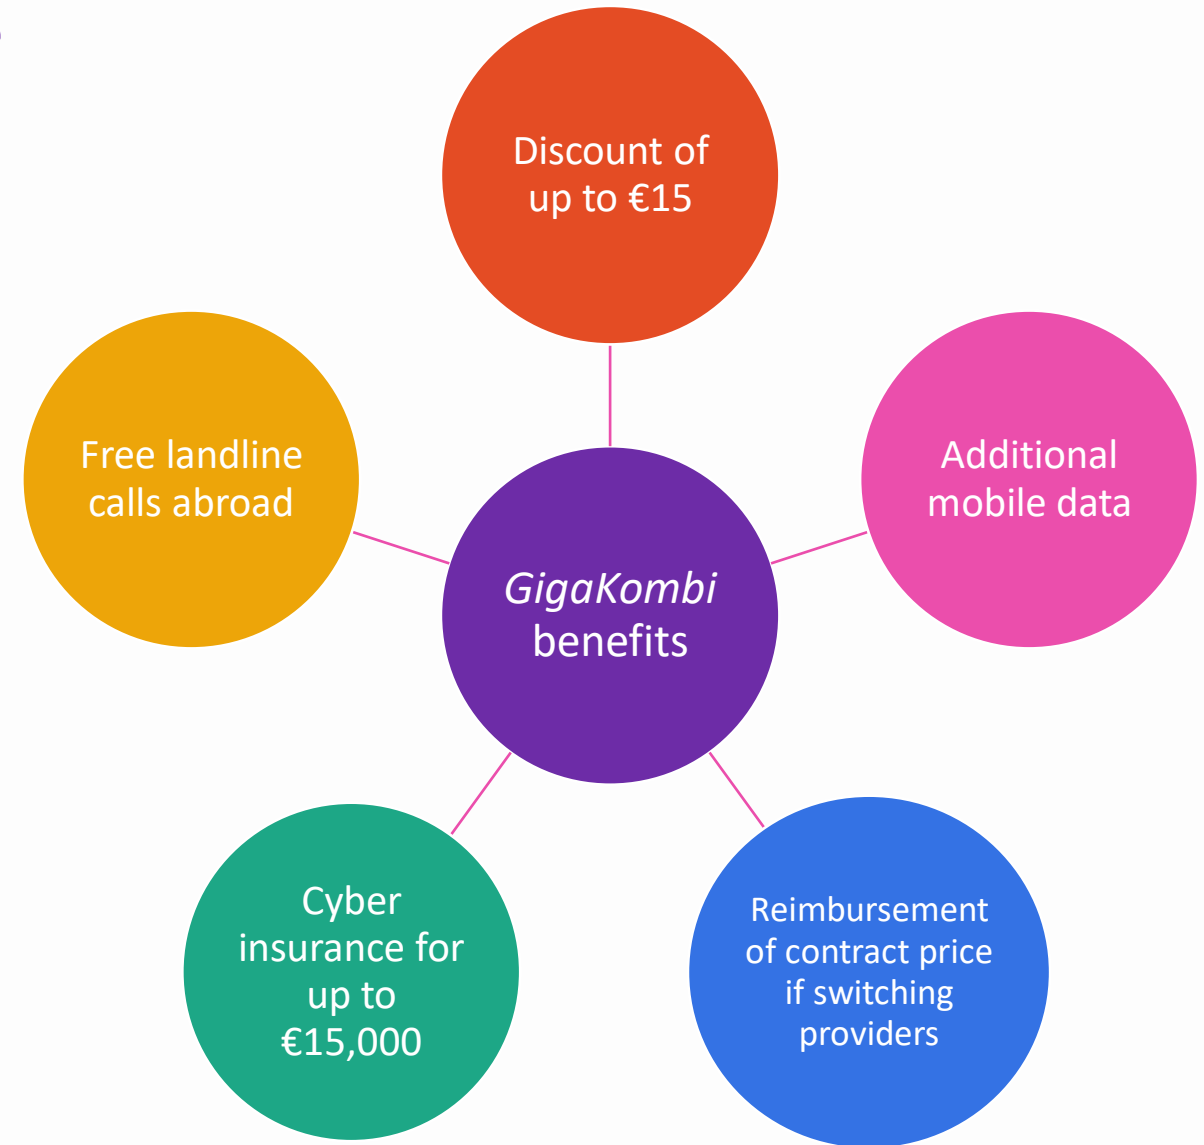 Discount of
up to €15
Free landline
calls abroad
Additional
mobile data
GigaKombi
benefits
Cyber
insurance for
up to
€15,000
Reimbursement
of contract price
if switching
providers